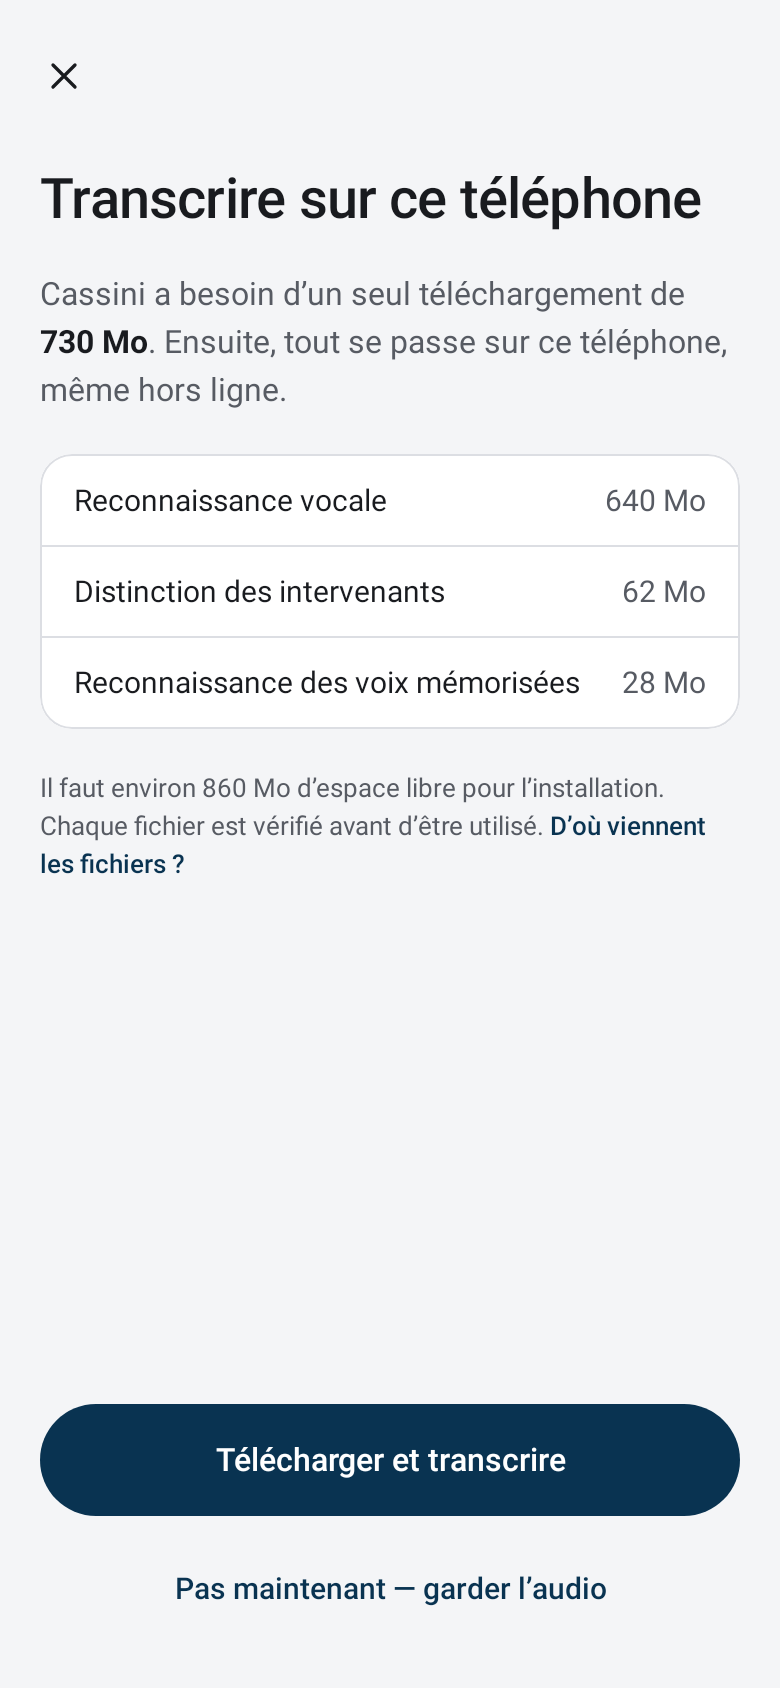 Transcrire sur ce téléphone
Cassini a besoin d’un seul téléchargement de
730 Mo. Ensuite, tout se passe sur ce téléphone,
même hors ligne.
Reconnaissance vocale 640 Mo
Distinction des intervenants 62 Mo
Reconnaissance des voix mémorisées 28 Mo
Il faut environ 860 Mo d’espace libre pour l’installation.
Chaque fichier est vérifié avant d’être utilisé. D’où viennent
les fichiers ?
Télécharger et transcrire
Pas maintenant — garder l’audio